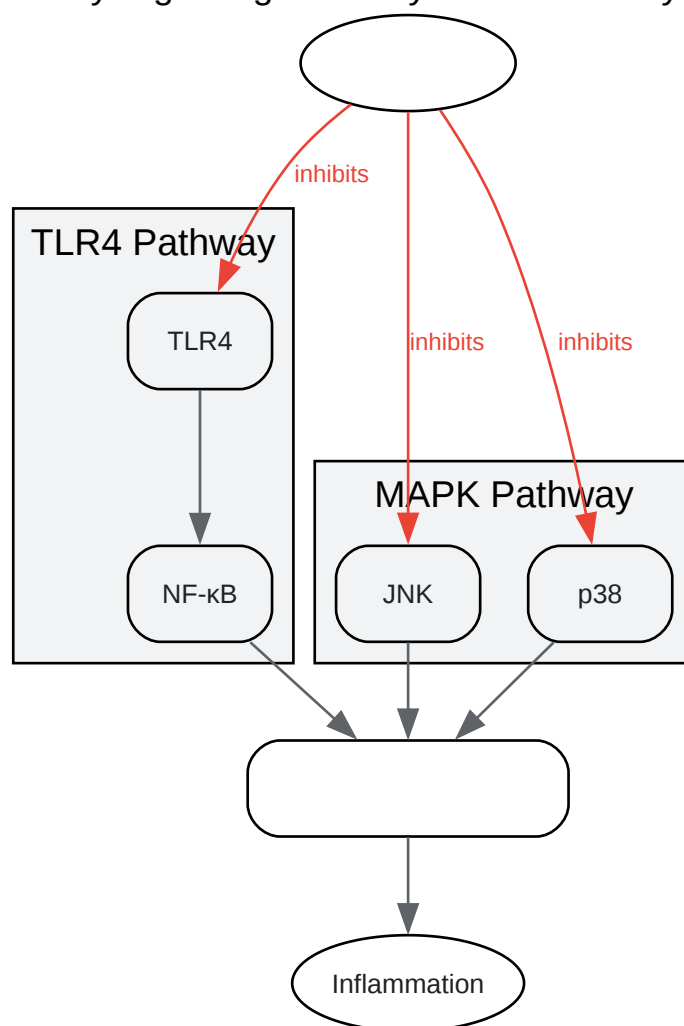 inhibits
TLR4 Pathway
TLR4
inhibits
inhibits
MAPK Pathway
NF-κB
JNK
p38
Inflammation